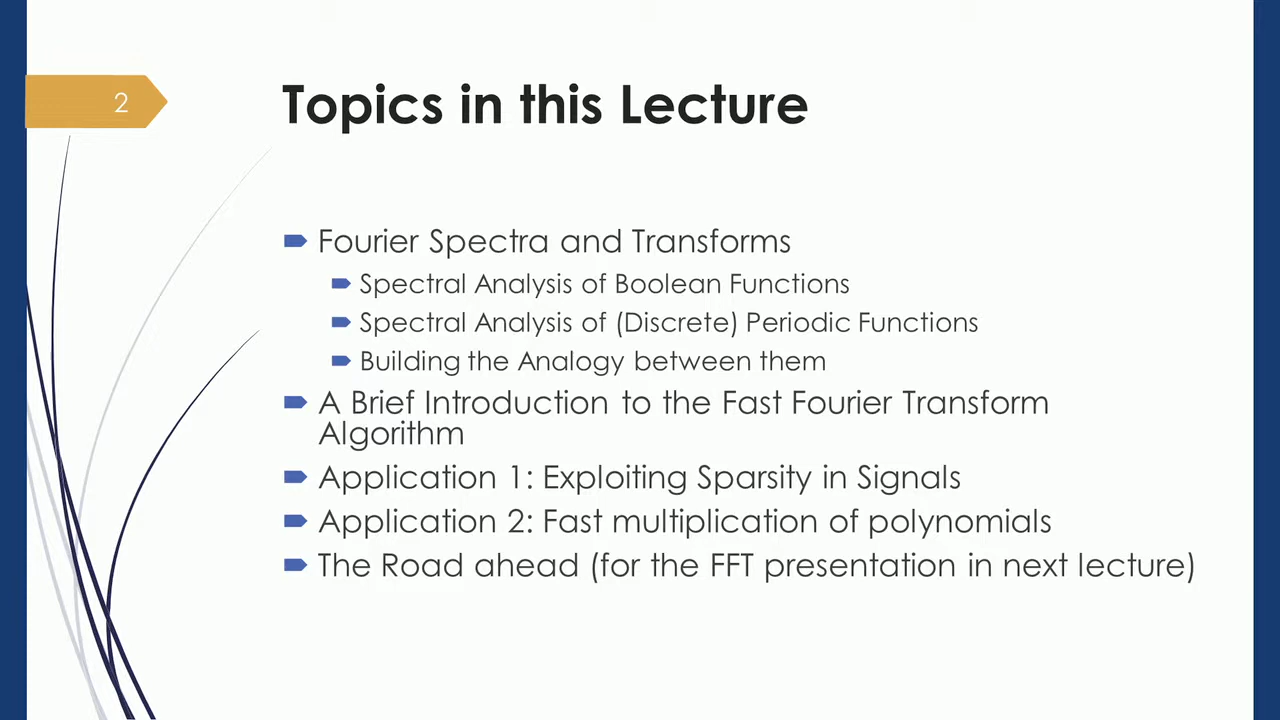 2
Topics in this Lecture
Fourier Spectra and Transforms
Spectral Analysis of Boolean Functions
Spectral Analysis of (Discrete) Periodic Functions
Building the Analogy between them
A Brief Introduction to the Fast Fourier Transform
Algorithm
Application 1: Exploiting Sparsity in Signals
Application 2: Fast multiplication of polynomials
The Road ahead (for the FFT presentation in next lecture)